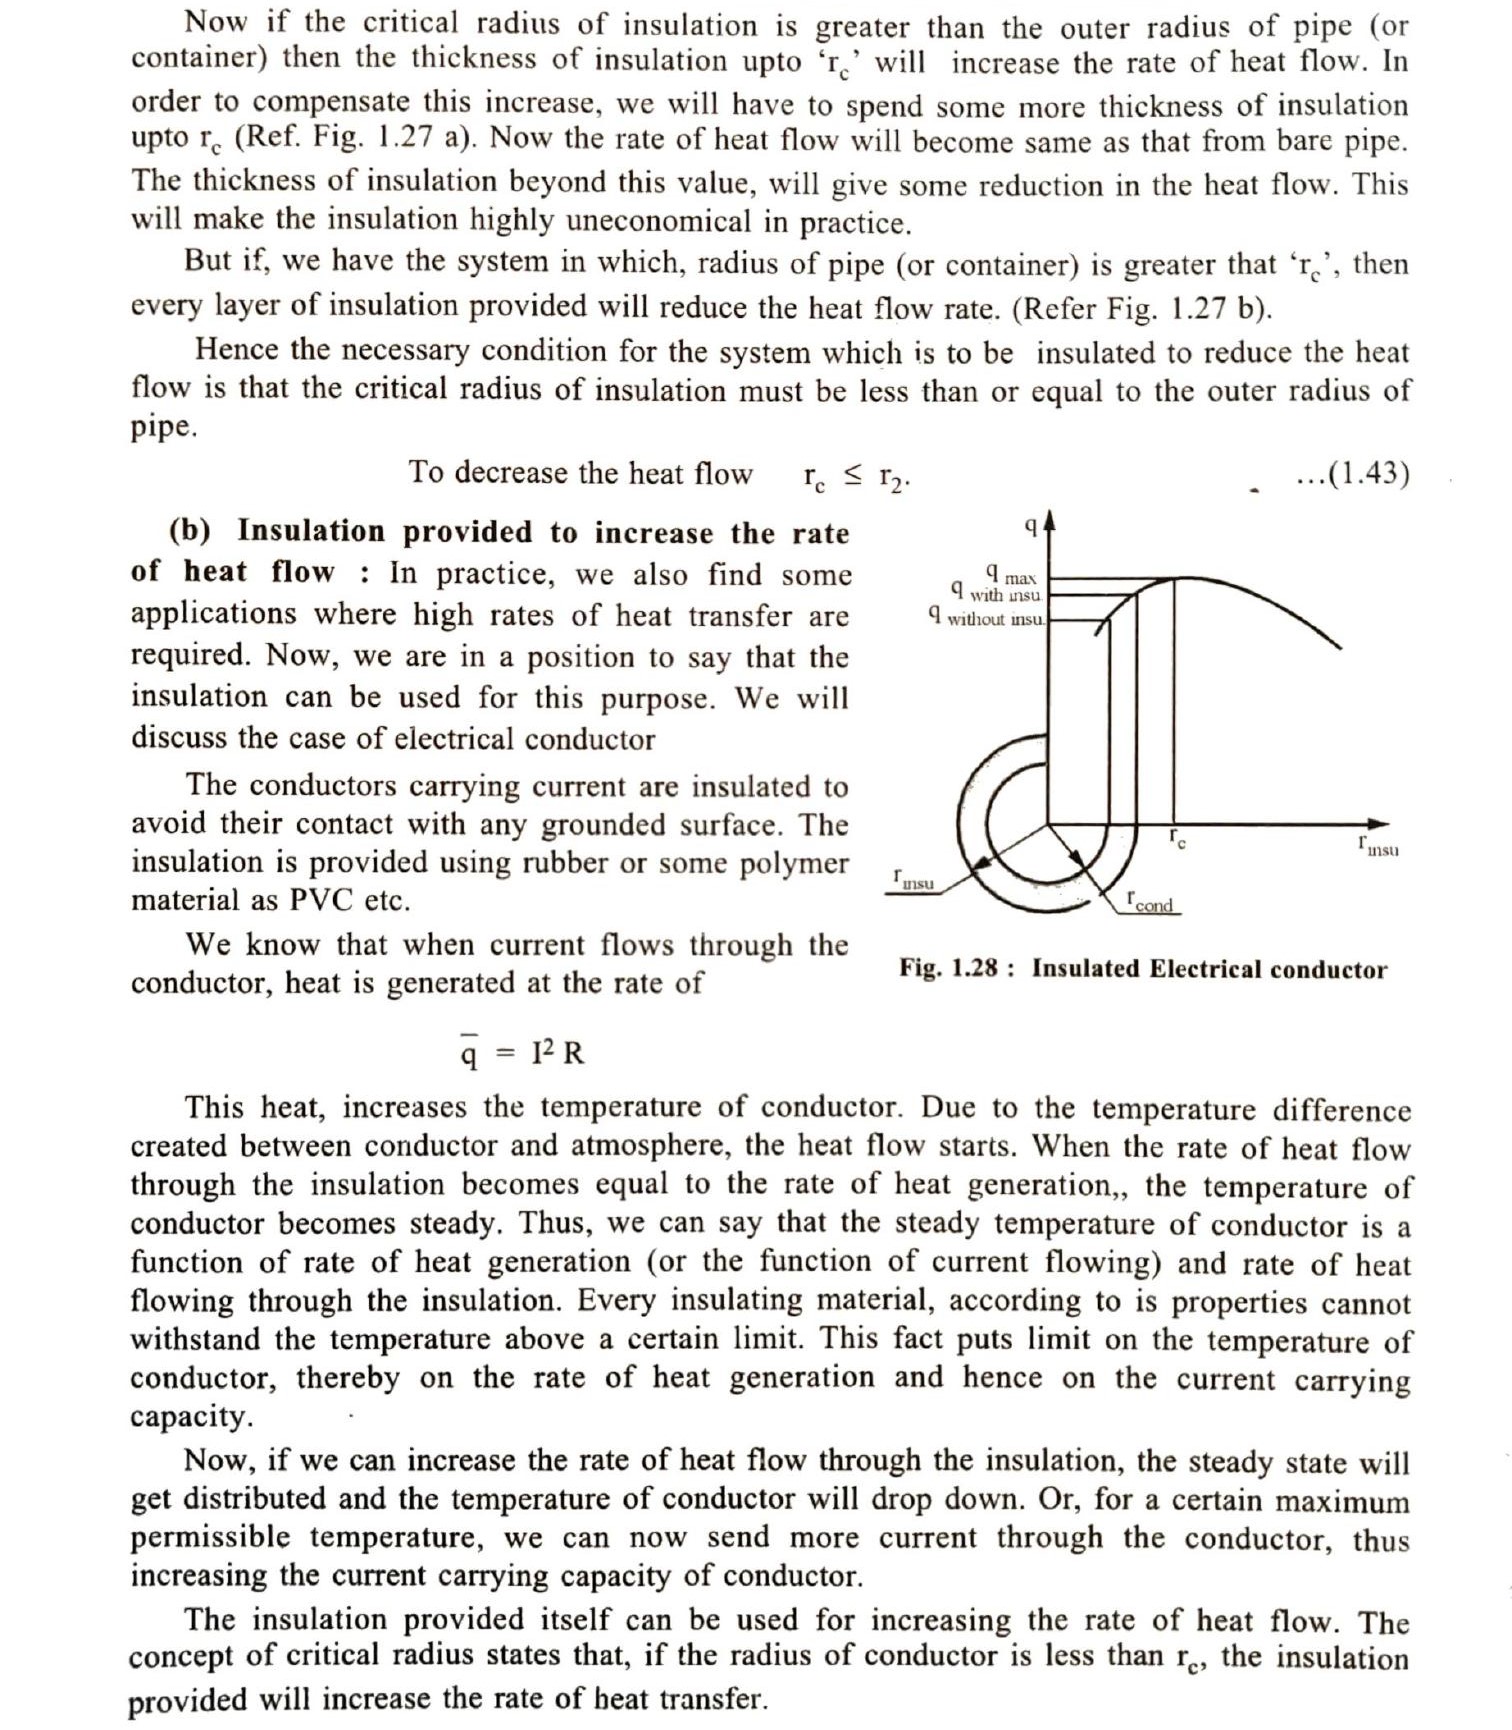 Now if the critical radius of insulation is greater than the outer radius of pipe (or
container) then the thickness of insulation upto ‘r_c’ will increase the rate of heat flow. In
order to compensate this increase, we will have to spend some more thickness of insulation
upto r_c (Ref. Fig. 1.27 a). Now the rate of heat flow will become same as that from bare pipe.
The thickness of insulation beyond this value, will give some reduction in the heat flow. This
will make the insulation highly uneconomical in practice.
But if, we have the system in which, radius of pipe (or container) is greater that ‘r_c’, then
every layer of insulation provided will reduce the heat flow rate. (Refer Fig. 1.27 b).
Hence the necessary condition for the system which is to be insulated to reduce the heat
flow is that the critical radius of insulation must be less than or equal to the outer radius of
pipe.
To decrease the heat flow r_c ≤ r_2. ...(1.43)
(b) Insulation provided to increase the rate
of heat flow : In practice, we also find some
applications where high rates of heat transfer are
required. Now, we are in a position to say that the
insulation can be used for this purpose. We will
discuss the case of electrical conductor
The conductors carrying current are insulated to
avoid their contact with any grounded surface. The
insulation is provided using rubber or some polymer
material as PVC etc.
We know that when current flows through the
conductor, heat is generated at the rate of
q
q max
q with insu.
q without insu.
r_c
r_insu
r_insu
r_cond
Fig. 1.28 : Insulated Electrical conductor
q̅ = I² R
This heat, increases the temperature of conductor. Due to the temperature difference
created between conductor and atmosphere, the heat flow starts. When the rate of heat flow
through the insulation becomes equal to the rate of heat generation,, the temperature of
conductor becomes steady. Thus, we can say that the steady temperature of conductor is a
function of rate of heat generation (or the function of current flowing) and rate of heat
flowing through the insulation. Every insulating material, according to is properties cannot
withstand the temperature above a certain limit. This fact puts limit on the temperature of
conductor, thereby on the rate of heat generation and hence on the current carrying
capacity.
Now, if we can increase the rate of heat flow through the insulation, the steady state will
get distributed and the temperature of conductor will drop down. Or, for a certain maximum
permissible temperature, we can now send more current through the conductor, thus
increasing the current carrying capacity of conductor.
The insulation provided itself can be used for increasing the rate of heat flow. The
concept of critical radius states that, if the radius of conductor is less than r_c, the insulation
provided will increase the rate of heat transfer.